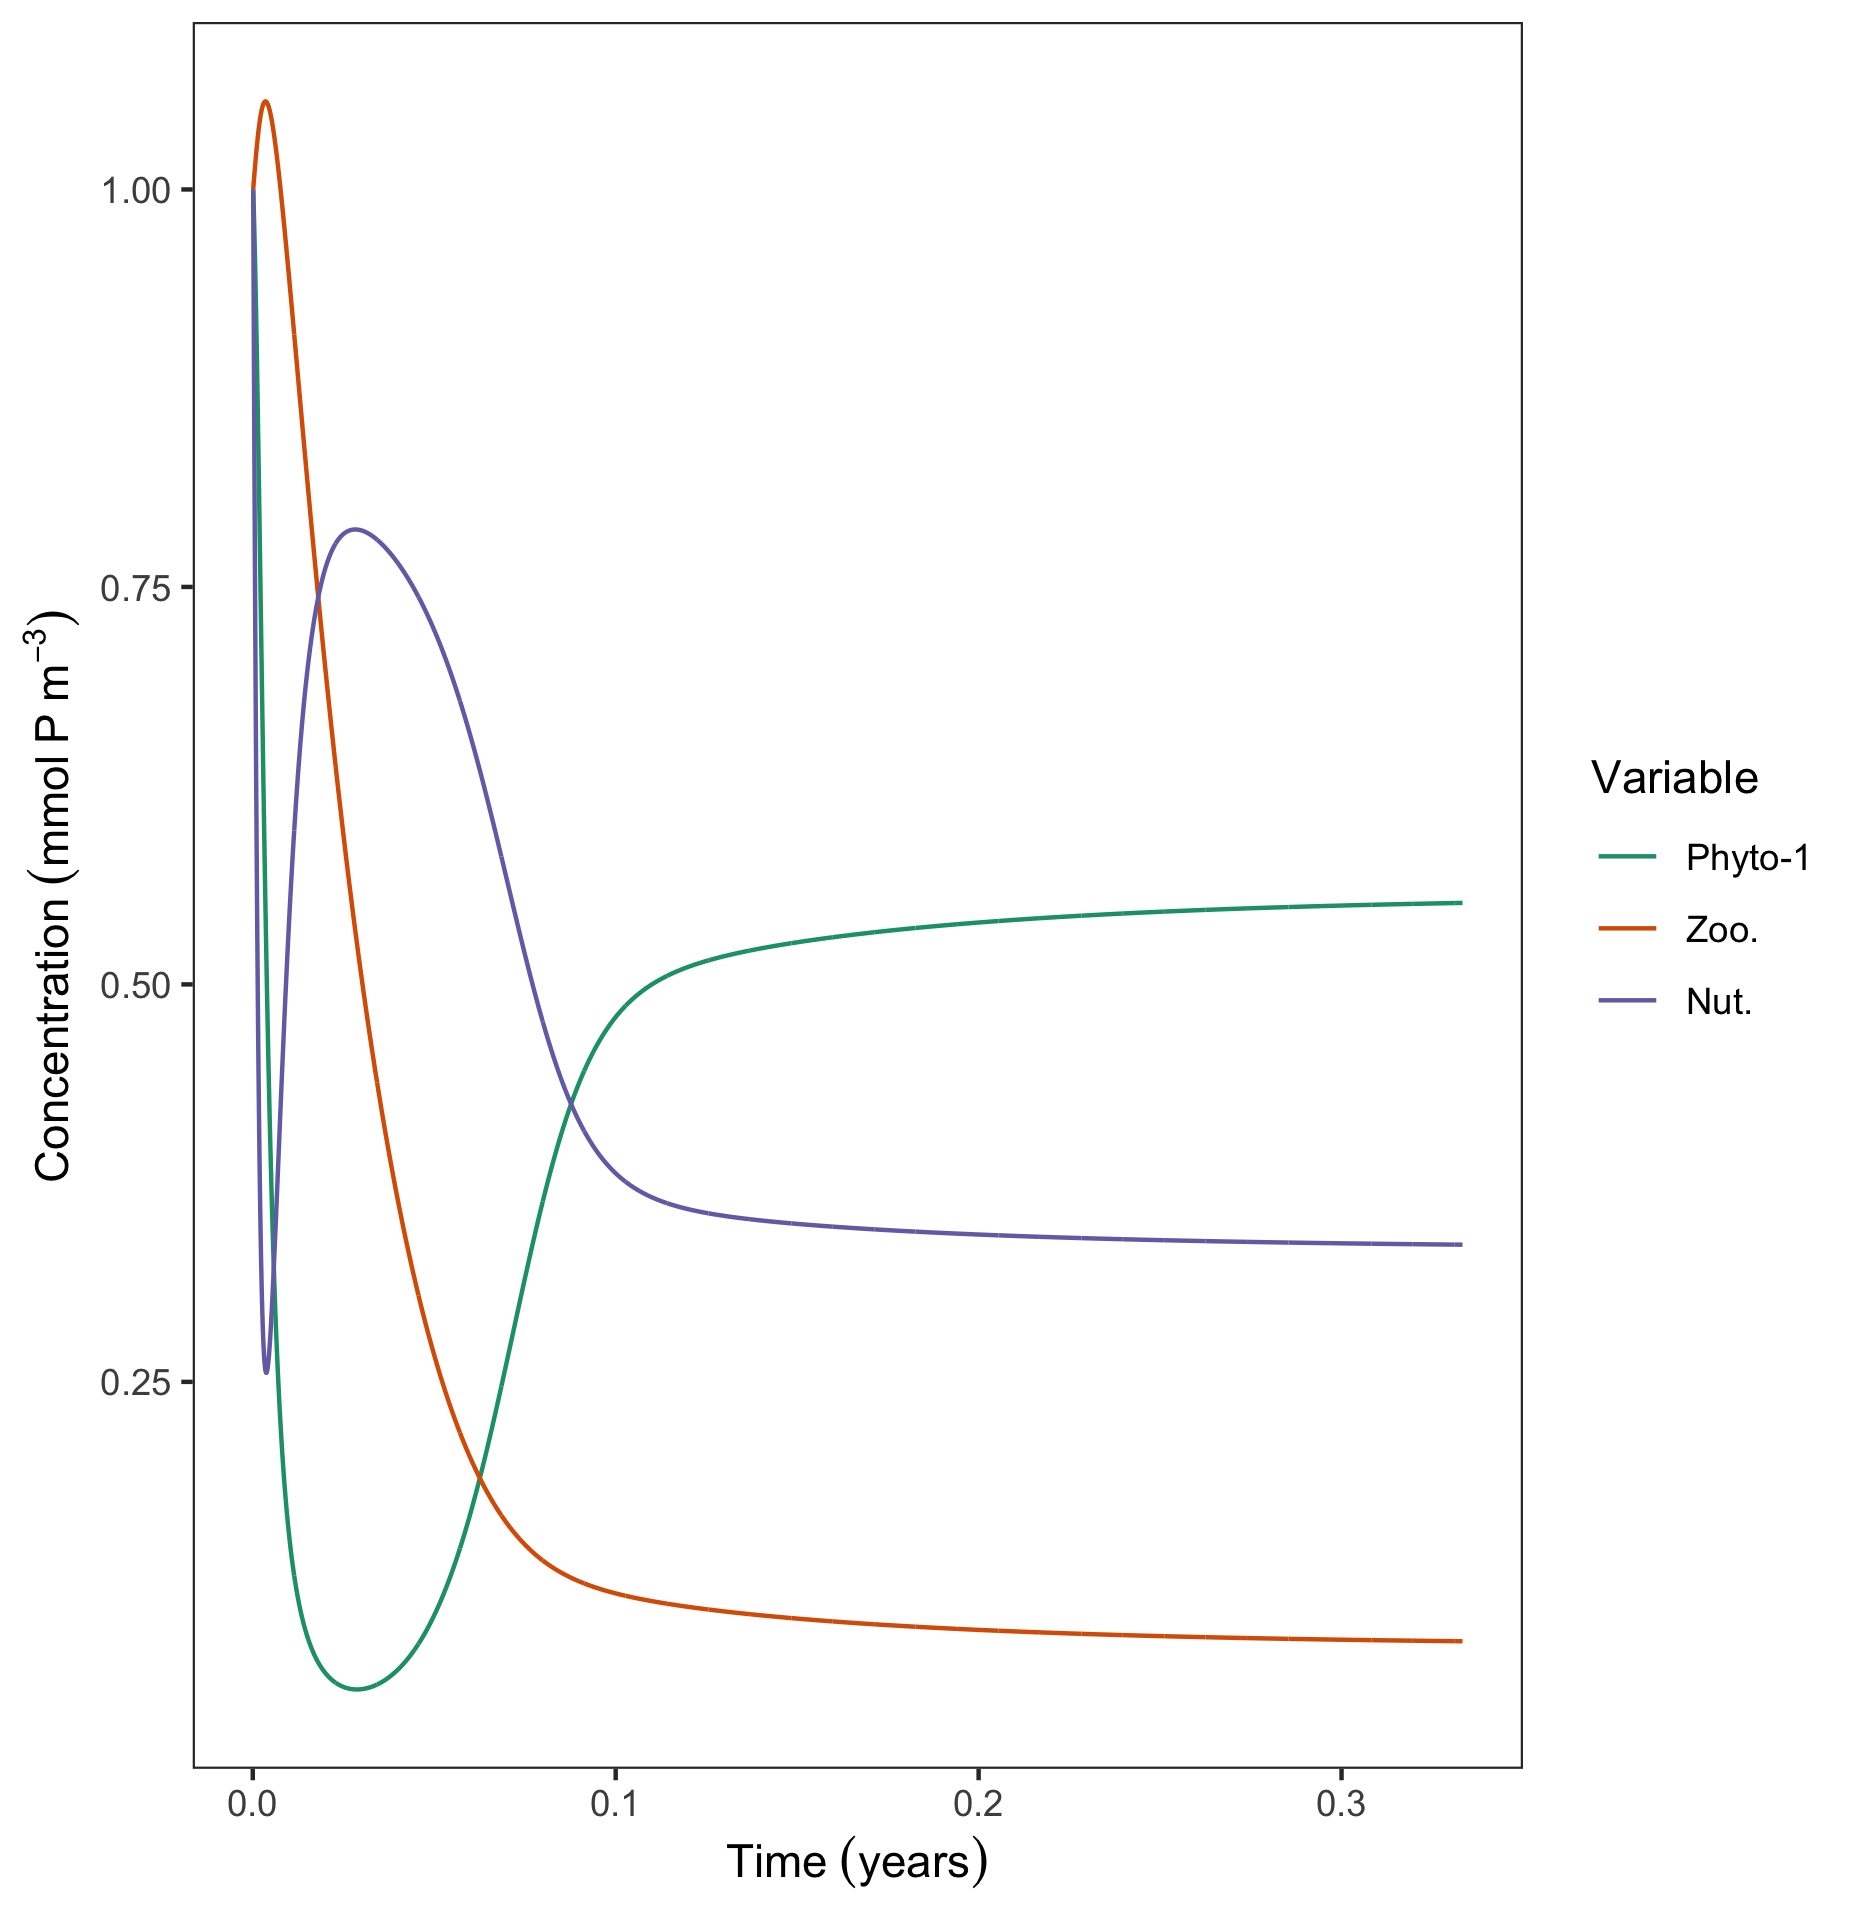 1.00
0.75
0.50
0.25
Concentration (mmol P m⁻³)
0.0 0.1 0.2 0.3
Time (years)
Variable
Phyto-1
Zoo.
Nut.